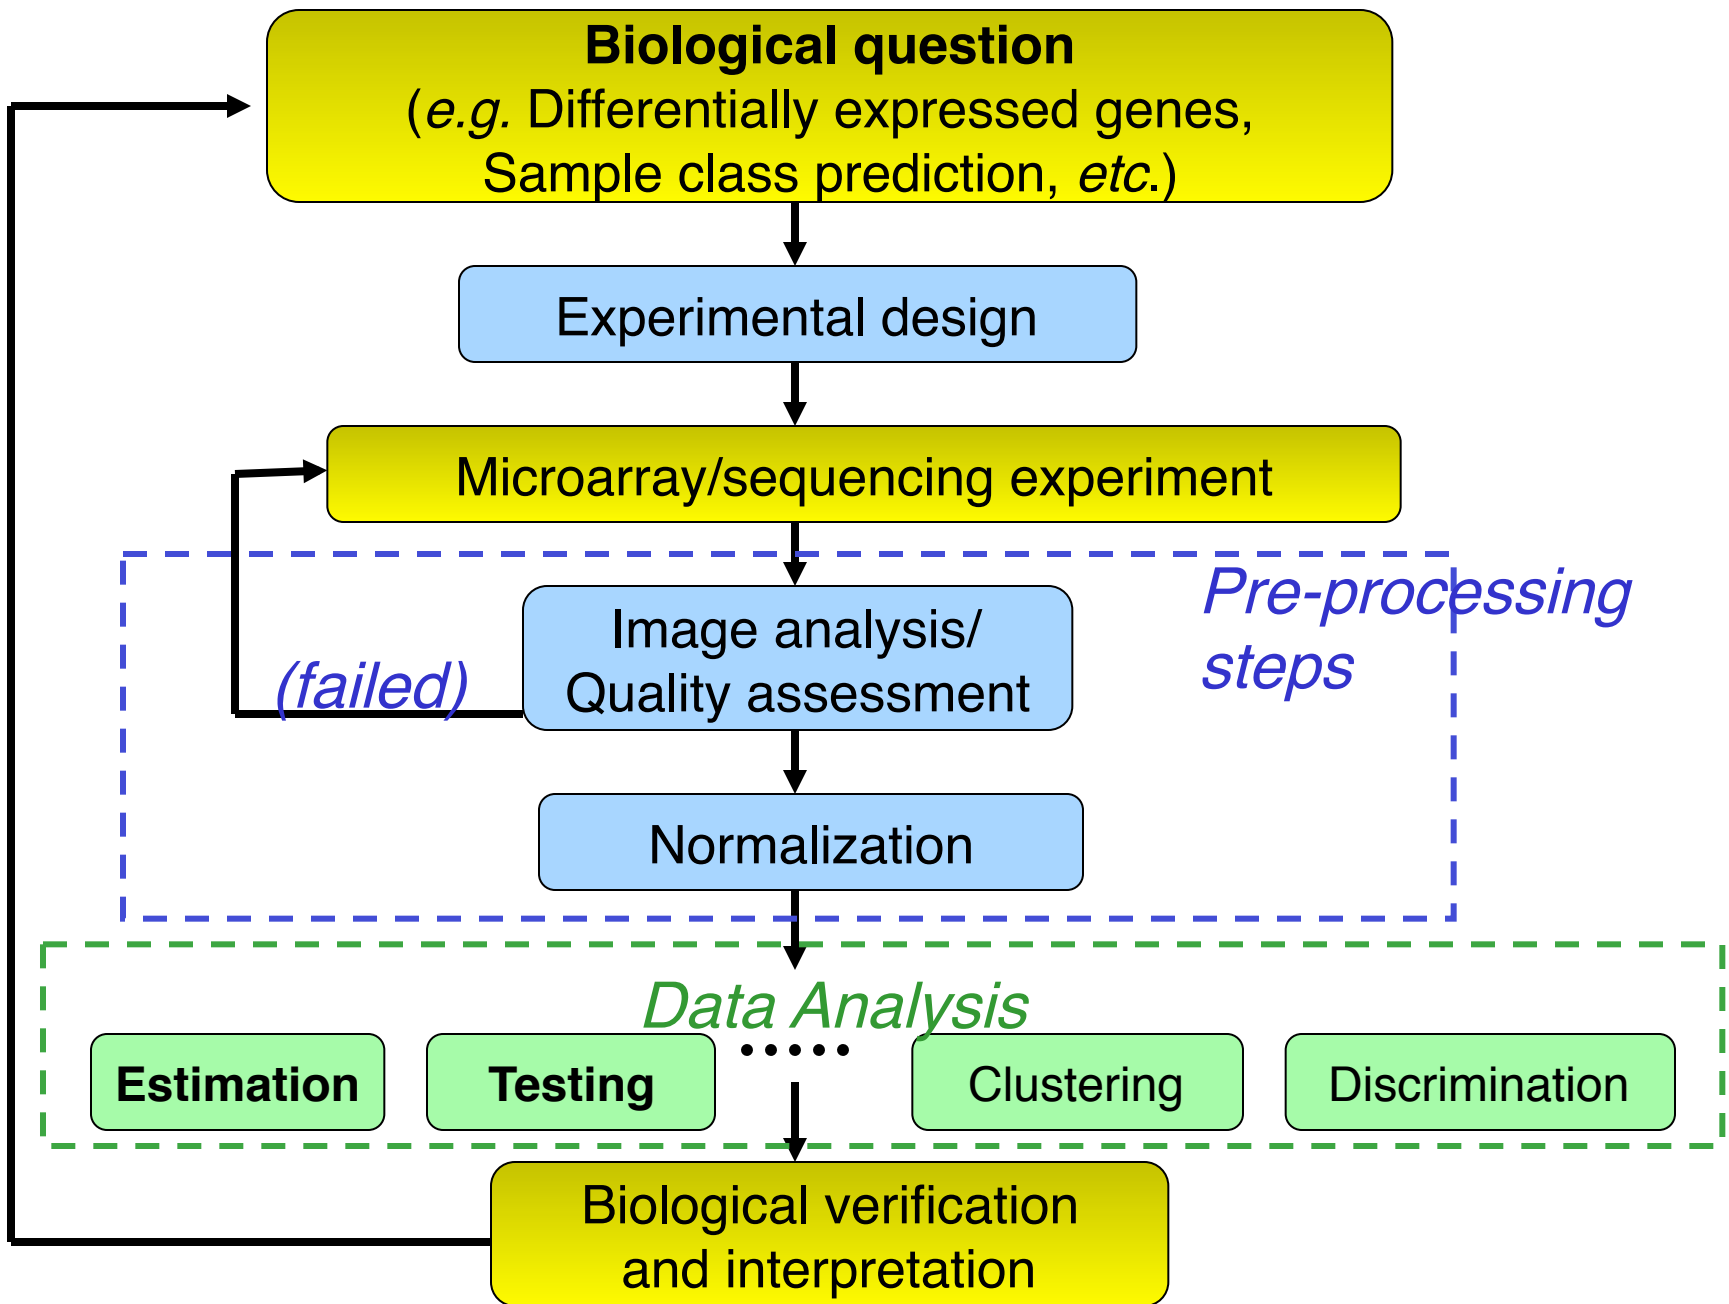 Biological question
(e.g. Differentially expressed genes,
Sample class prediction, etc.)
Experimental design
Microarray/sequencing experiment
Pre-processing
steps
Image analysis/
Quality assessment
(failed)
Normalization
Data Analysis
Estimation
Testing
.....
Clustering
Discrimination
Biological verification
and interpretation